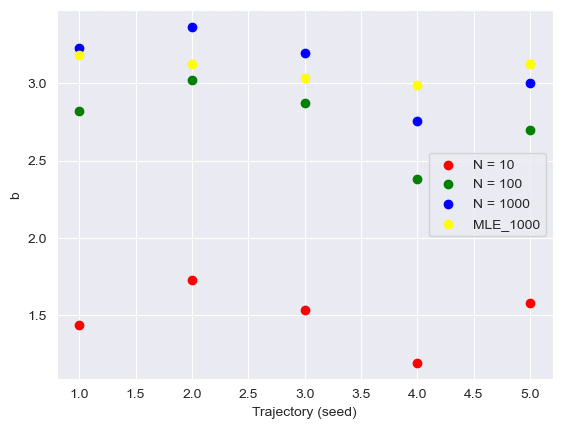 3.0
2.5
2.0
1.5
b
N = 10
N = 100
N = 1000
MLE_1000
1.0 1.5 2.0 2.5 3.0 3.5 4.0 4.5 5.0
Trajectory (seed)